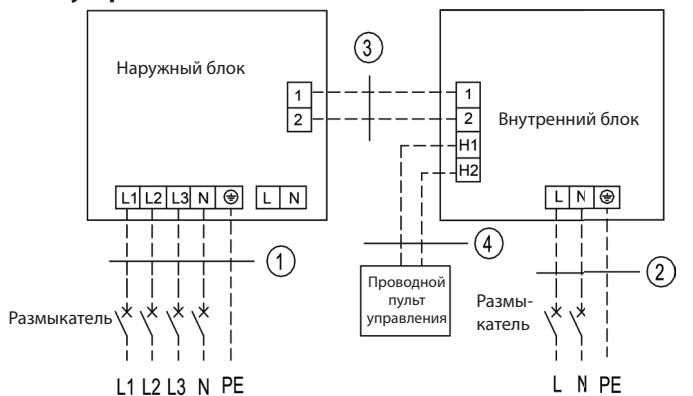 Наружный блок
3
1
2
1
2
H1
H2
Внутренний блок
L1 L2 L3 N L N
L N
1
4
2
Проводной
пульт
управления
Размыкатель
Размы-
катель
L1 L2 L3 N PE
L N PE